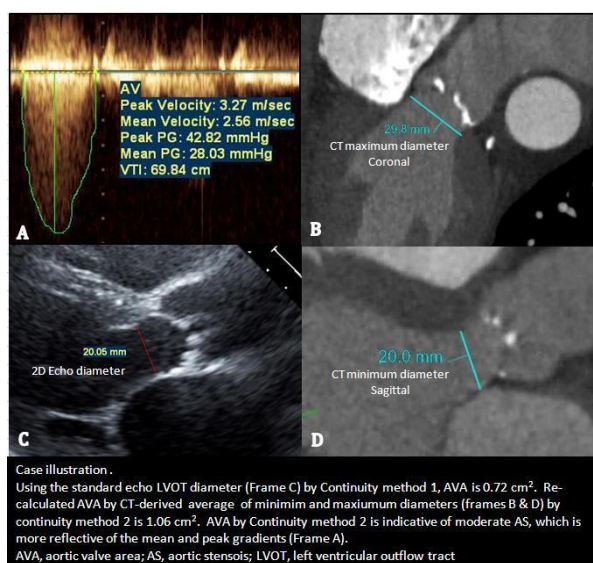 AV
Peak Velocity: 3.27 m/sec
Mean Velocity: 2.56 m/sec
Peak PG: 42.82 mmHg
Mean PG: 28.03 mmHg
VTI: 69.84 cm
A
29.8 mm
CT maximum diameter
Coronal
B
20.05 mm
2D Echo diameter
C
20.0 mm
CT minimum diameter
Sagittal
D
Case illustration .
Using the standard echo LVOT diameter (Frame C) by Continuity method 1, AVA is 0.72 cm². Re-
calculated AVA by CT-derived average of minimim and maxiumum diameters (frames B & D) by
continuity method 2 is 1.06 cm². AVA by Continuity method 2 is indicative of moderate AS, which is
more reflective of the mean and peak gradients (Frame A).
AVA, aortic valve area; AS, aortic stensois; LVOT, left ventricular outflow tract